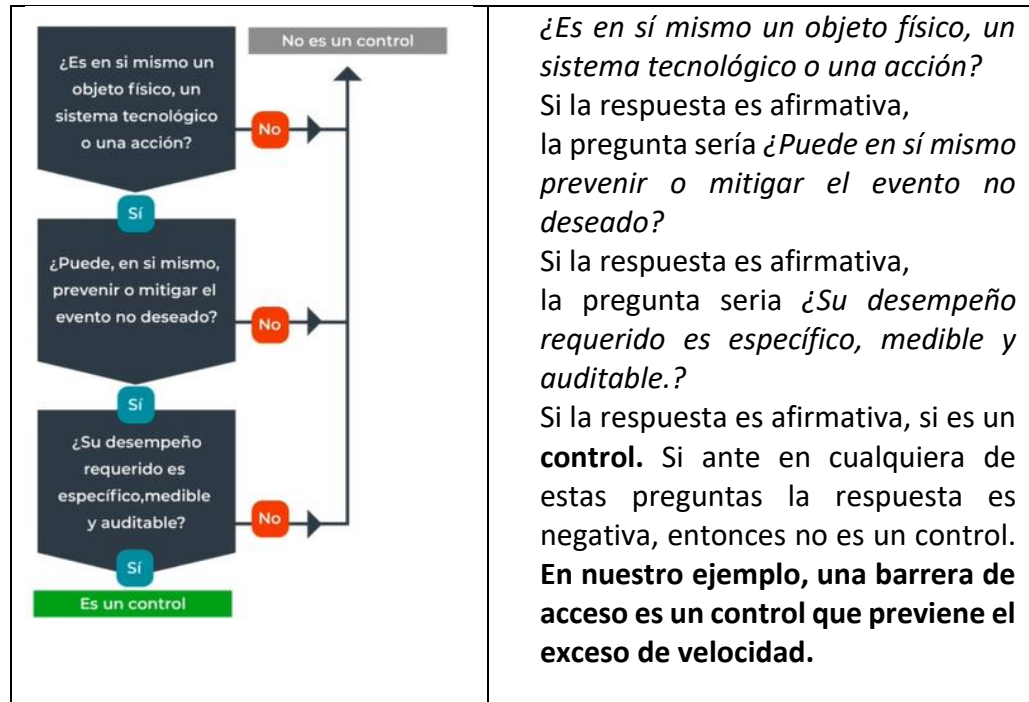 No es un control
¿Es en si mismo un
objeto físico, un
sistema tecnológico
o una acción?
No
Sí
¿Puede, en si mismo,
prevenir o mitigar el
evento no deseado?
No
Sí
¿Su desempeño
requerido es
específico,medible
y auditable?
No
Sí
Es un control
¿Es en sí mismo un objeto físico, un
sistema tecnológico o una acción?
Si la respuesta es afirmativa,
la pregunta sería ¿Puede en sí mismo
prevenir o mitigar el evento no
deseado?
Si la respuesta es afirmativa,
la pregunta seria ¿Su desempeño
requerido es específico, medible y
auditable.?
Si la respuesta es afirmativa, si es un
control. Si ante en cualquiera de
estas preguntas la respuesta es
negativa, entonces no es un control.
En nuestro ejemplo, una barrera de
acceso es un control que previene el
exceso de velocidad.